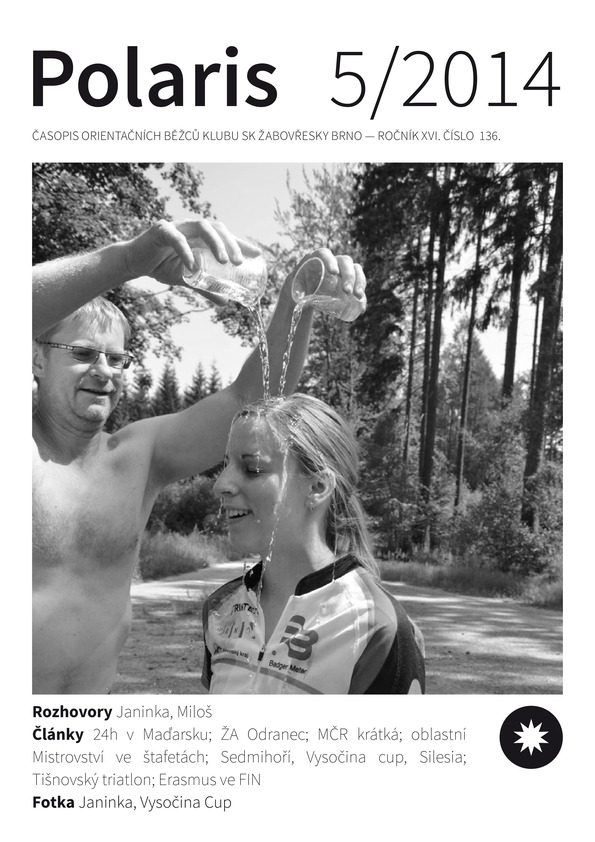 Polaris 5/2014
ČASOPIS ORIENTAČNÍCH BĚŽCŮ KLUBU SK ŽABOVŘESKY BRNO — ROČNÍK XVI. ČÍSLO 136.
Badger Meter
Rozhovory Janinka, Miloš
Články 24h v Maďarsku; ŽA Odranec; MČR krátká; oblastní
Mistrovství ve štafetách; Sedmihoří, Vysočina cup, Silesia;
Tišnovský triatlon; Erasmus ve FIN
Fotka Janinka, Vysočina Cup